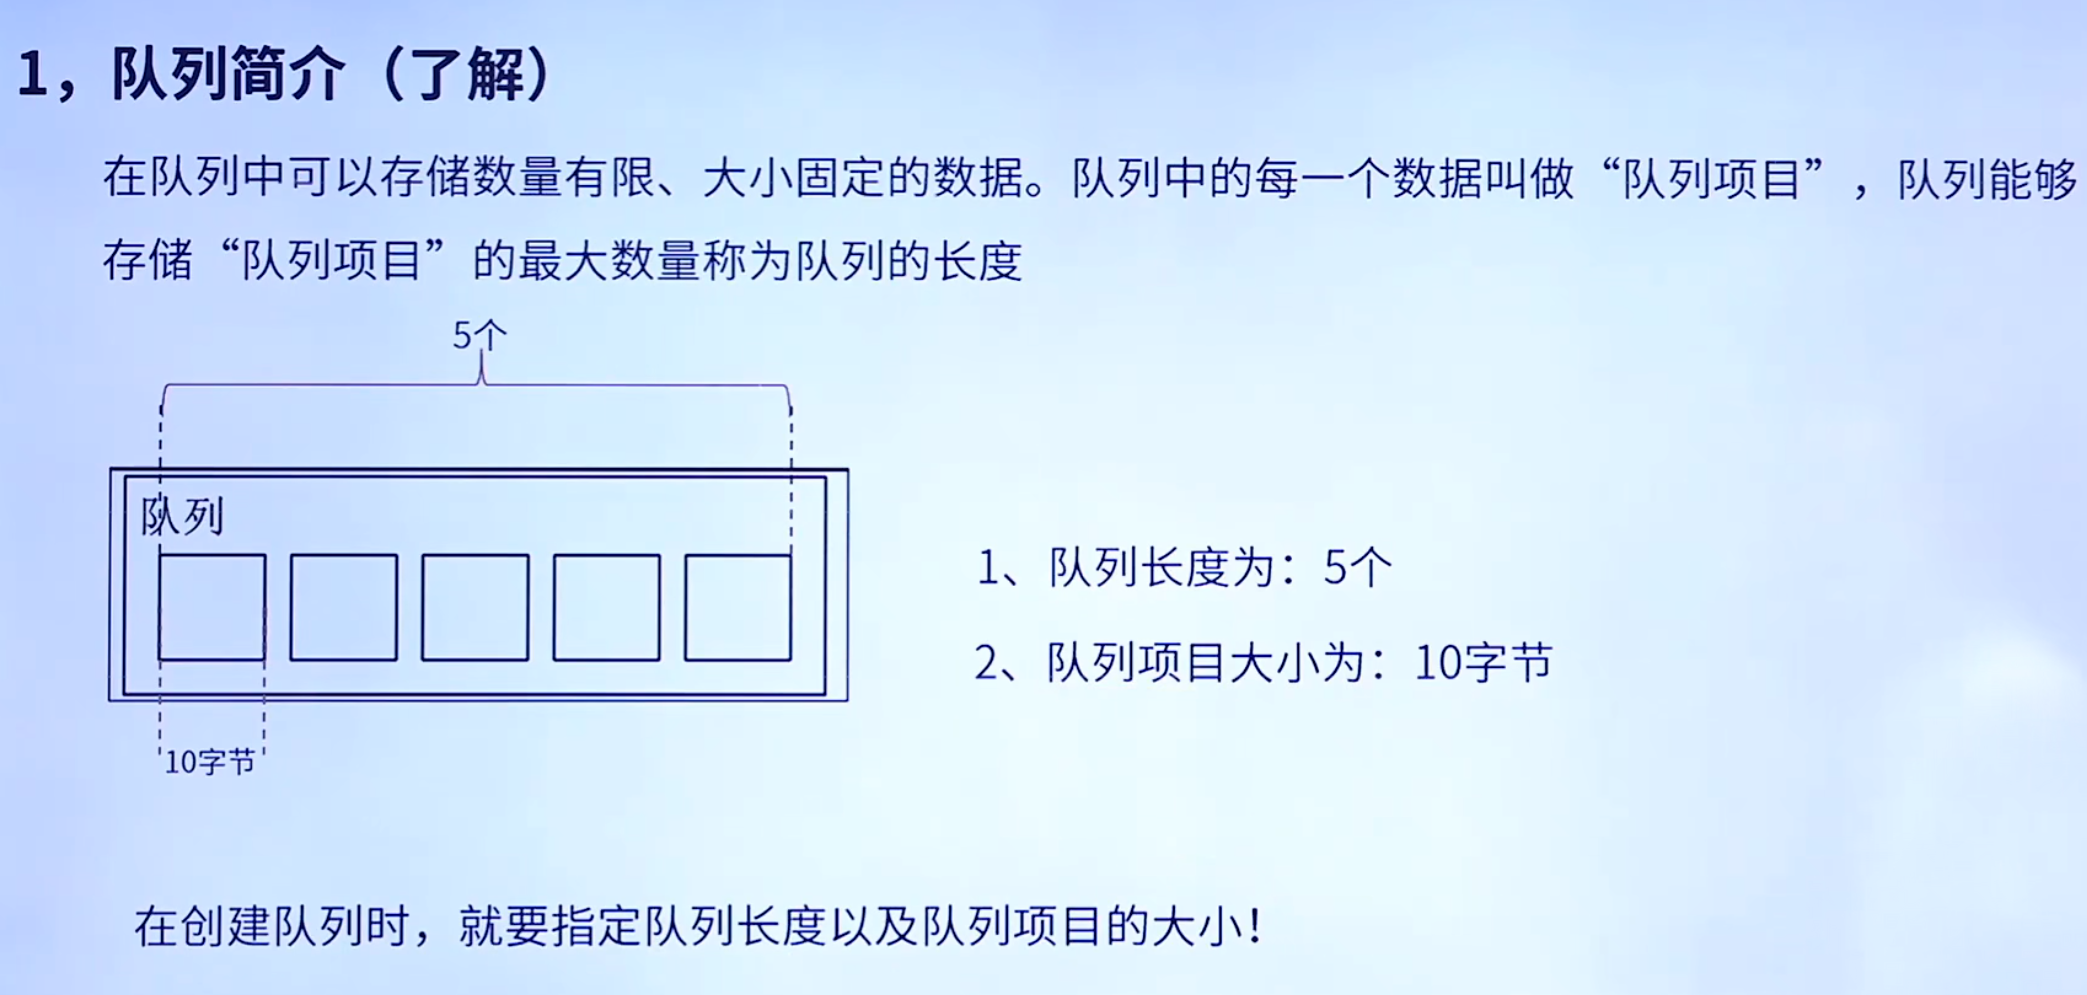 1，队列简介（了解）
在队列中可以存储数量有限、大小固定的数据。队列中的每一个数据叫做“队列项目”，队列能够
存储“队列项目”的最大数量称为队列的长度
5个
队列
1、队列长度为：5个
2、队列项目大小为：10字节
10字节
在创建队列时，就要指定队列长度以及队列项目的大小！